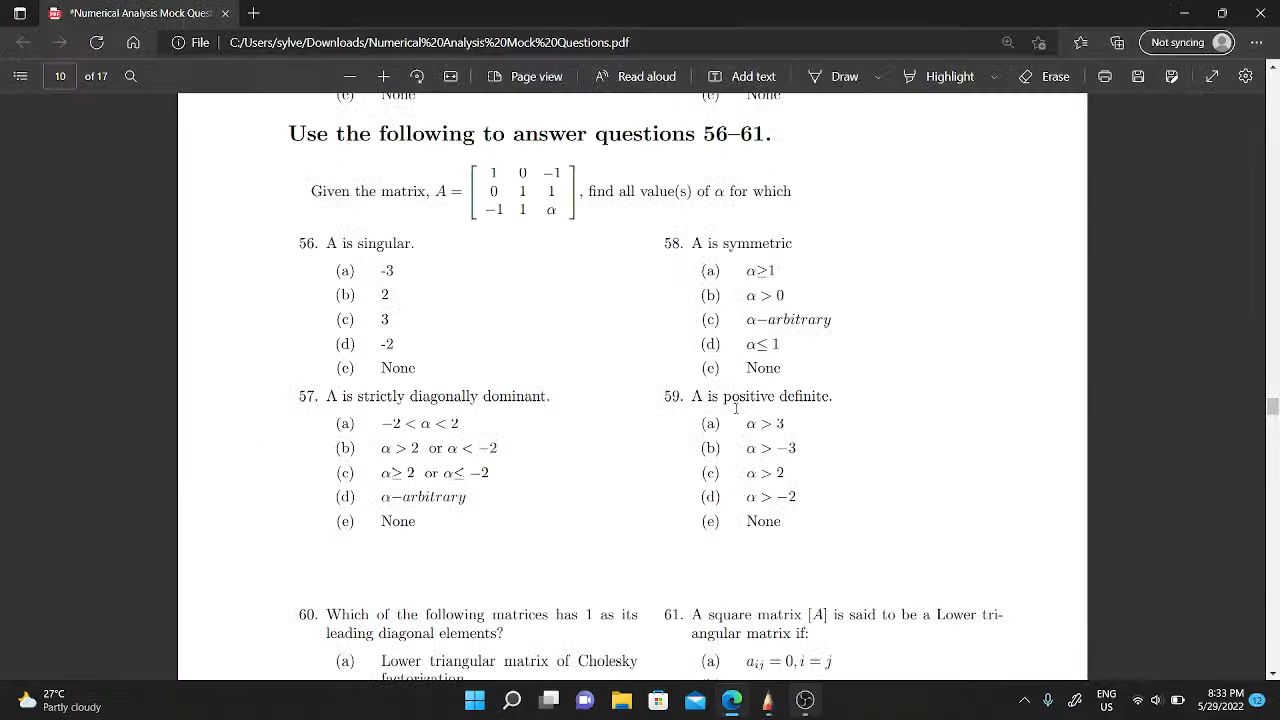 *Numerical Analysis Mock Quest
File C:/Users/sylve/Downloads/Numerical%20Analysis%20Mock%20Questions.pdf
Not syncing
10 of 17
Page view
Read aloud
Add text
Draw
Highlight
Erase
(e) None
(e) None
Use the following to answer questions 56–61.
Given the matrix, A = [ 1 0 −1
0 1 1
−1 1 α ], find all value(s) of α for which
56. A is singular.
(a) -3
(b) 2
(c) 3
(d) -2
(e) None
57. A is strictly diagonally dominant.
(a) −2 < α < 2
(b) α > 2 or α < −2
(c) α≥ 2 or α≤ −2
(d) α−arbitrary
(e) None
58. A is symmetric
(a) α≥1
(b) α > 0
(c) α−arbitrary
(d) α≤ 1
(e) None
59. A is positive definite.
(a) α > 3
(b) α > −3
(c) α > 2
(d) α > −2
(e) None
60. Which of the following matrices has 1 as its
leading diagonal elements?
(a) Lower triangular matrix of Cholesky
factorization
61. A square matrix [A] is said to be a Lower tri-
angular matrix if:
(a) aij = 0, i = j
27°C
Partly cloudy
ENG
US
8:33 PM
5/29/2022
12